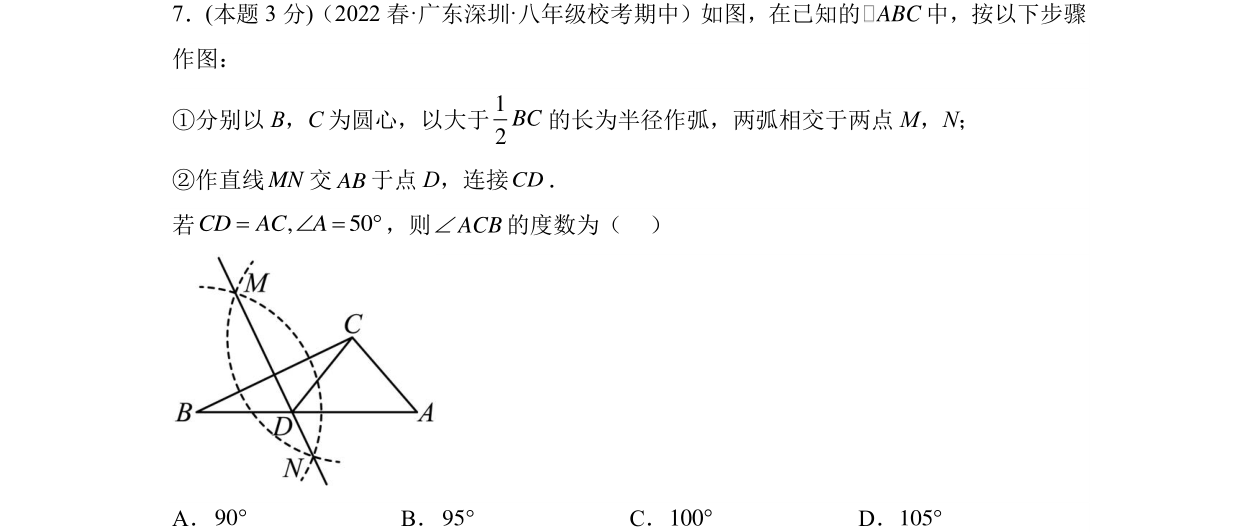 7．(本题 3 分)（2022 春·广东深圳·八年级校考期中）如图，在已知的□ABC 中，按以下步骤
作图：
①分别以 B，C 为圆心，以大于 1/2 BC 的长为半径作弧，两弧相交于两点 M，N；
②作直线 MN 交 AB 于点 D，连接 CD．
若 CD = AC, ∠A = 50°，则∠ACB 的度数为（　）
M
C
B
D
A
N
A． 90°　B． 95°　C． 100°　D． 105°